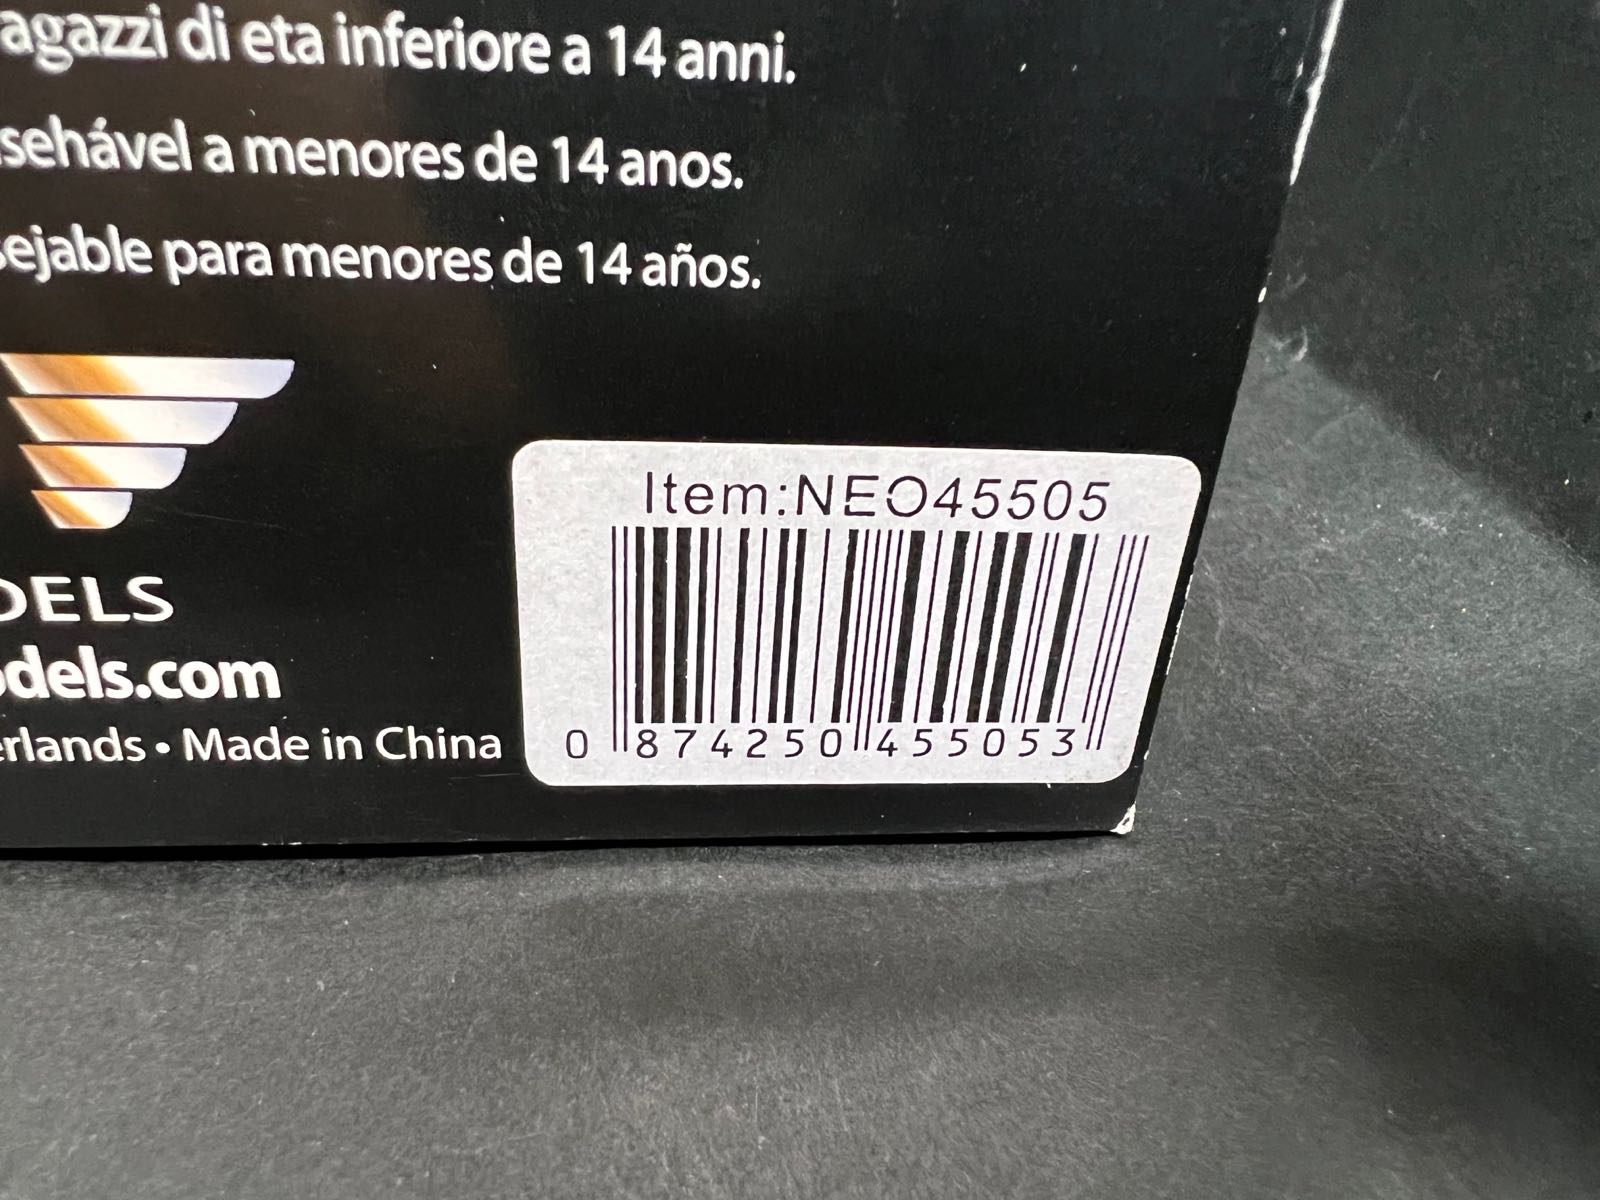 agazzi di eta inferiore a 14 anni.
sehável a menores de 14 anos.
sejable para menores de 14 años.
DELS
odels.com
erlands • Made in China
Item:NEO45505
0 874250 455053